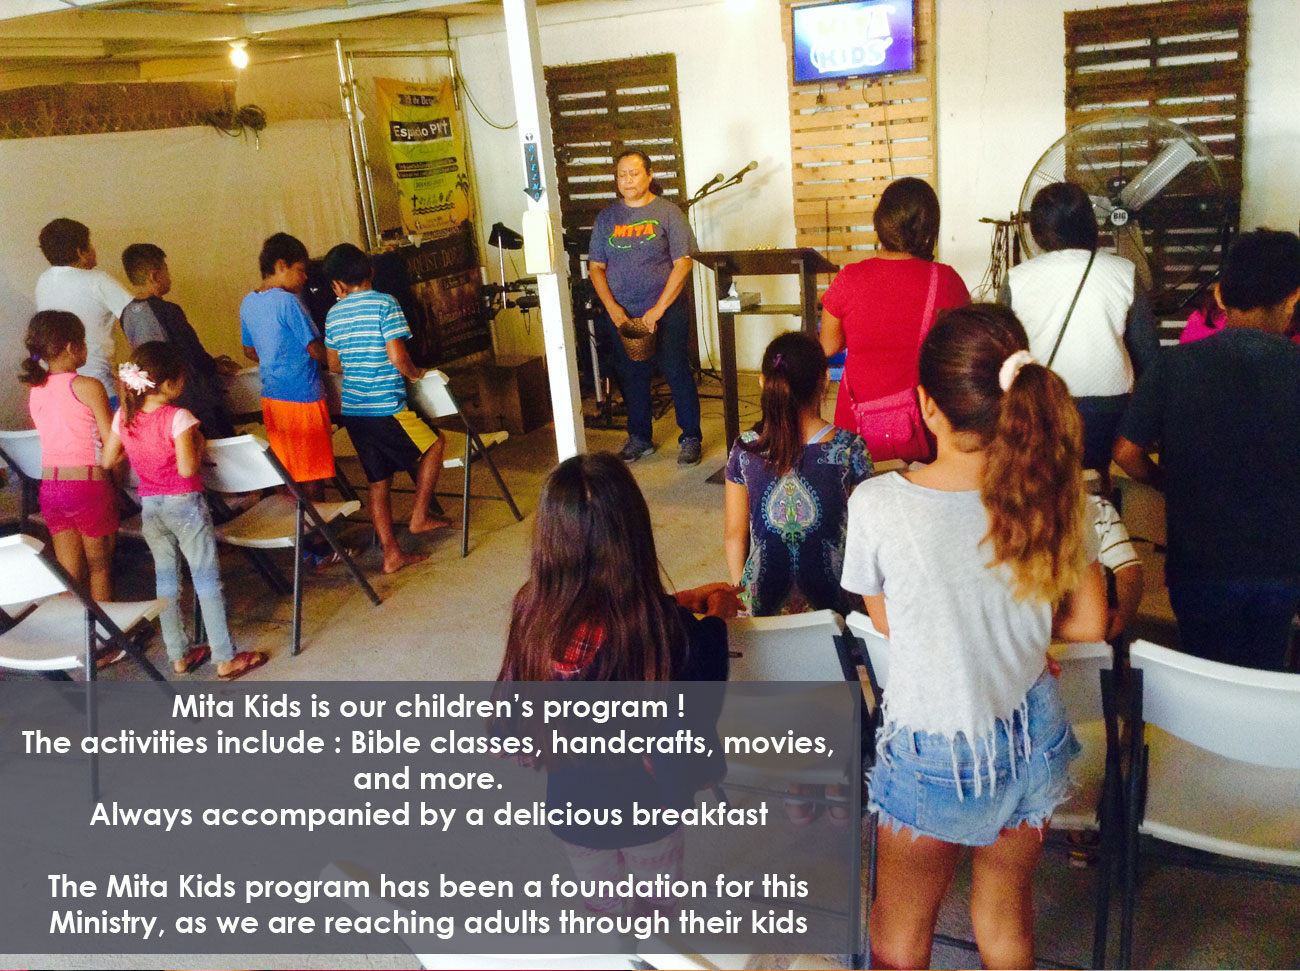 MITA
KIDS
Espacio PVT
MITA
BIG
Mita Kids is our children's program !
The activities include : Bible classes, handcrafts, movies,
and more.
Always accompanied by a delicious breakfast
The Mita Kids program has been a foundation for this
Ministry, as we are reaching adults through their kids